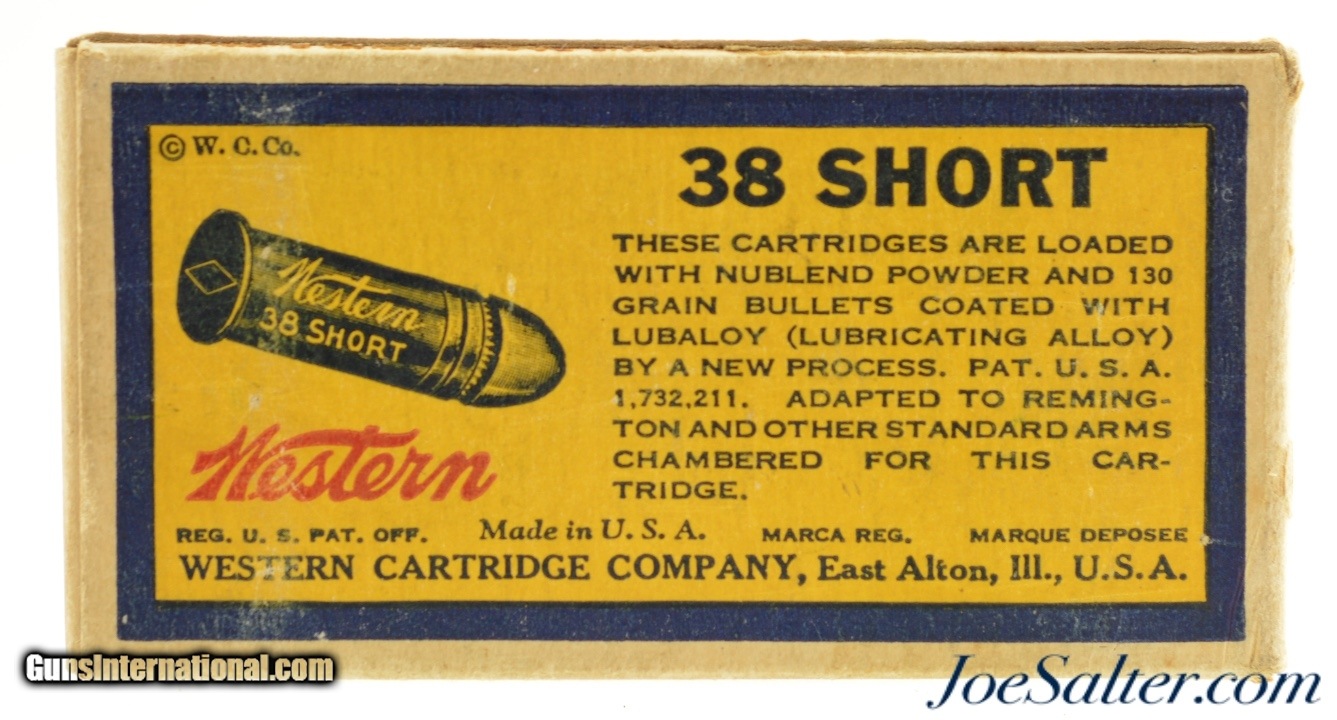 © W. C. Co.
38 SHORT
Western
38 SHORT
THESE CARTRIDGES ARE LOADED
WITH NUBLEND POWDER AND 130
GRAIN BULLETS COATED WITH
LUBALOY (LUBRICATING ALLOY)
BY A NEW PROCESS. PAT. U. S. A.
1,732,211. ADAPTED TO REMING-
TON AND OTHER STANDARD ARMS
CHAMBERED FOR THIS CAR-
TRIDGE.
Western
REG. U. S. PAT. OFF. Made in U. S. A. MARCA REG. MARQUE DEPOSEE
WESTERN CARTRIDGE COMPANY, East Alton, Ill., U.S.A.
GunsInternational.com
JoeSalter.com